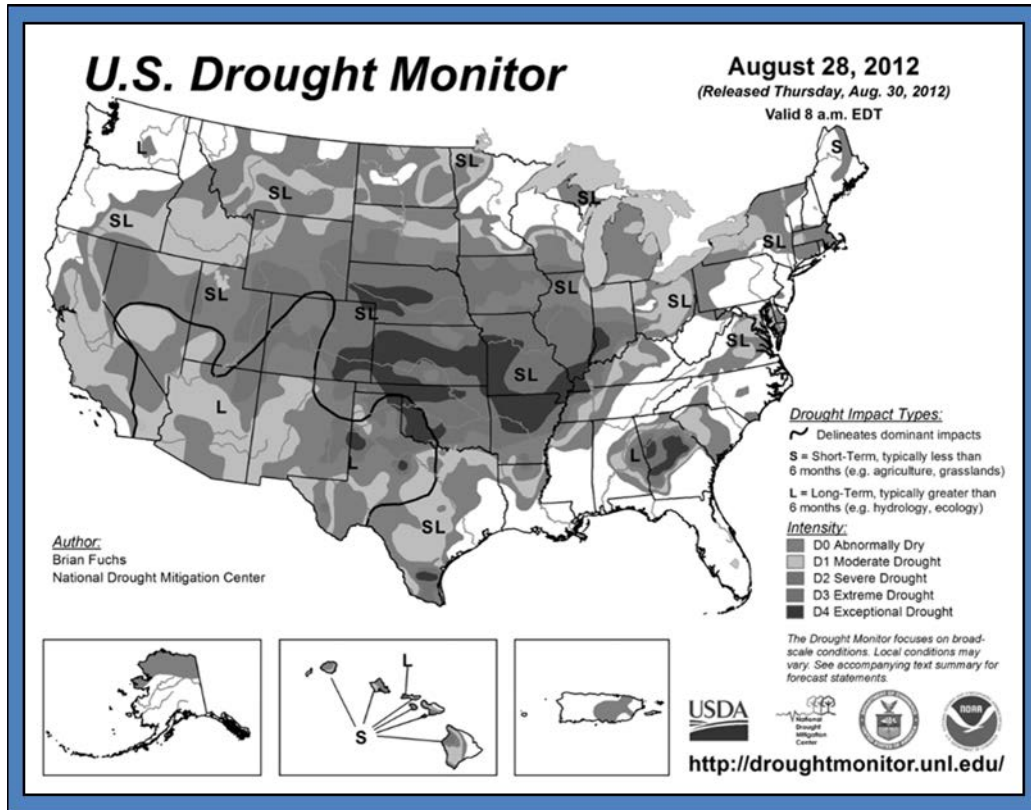 U.S. Drought Monitor
August 28, 2012
(Released Thursday, Aug. 30, 2012)
Valid 8 a.m. EDT
L
SL
SL
SL
SL
S
SL
SL
SL
SL
SL
SL
SL
L
L
L
SL
Drought Impact Types:
Delineates dominant impacts
S = Short-Term, typically less than
6 months (e.g. agriculture, grasslands)
L = Long-Term, typically greater than
6 months (e.g. hydrology, ecology)
Intensity:
D0 Abnormally Dry
D1 Moderate Drought
D2 Severe Drought
D3 Extreme Drought
D4 Exceptional Drought
Author:
Brian Fuchs
National Drought Mitigation Center
The Drought Monitor focuses on broad-
scale conditions. Local conditions may
vary. See accompanying text summary for
forecast statements.
L
S
USDA
National
Drought
Mitigation
Center
NOAA
http://droughtmonitor.unl.edu/